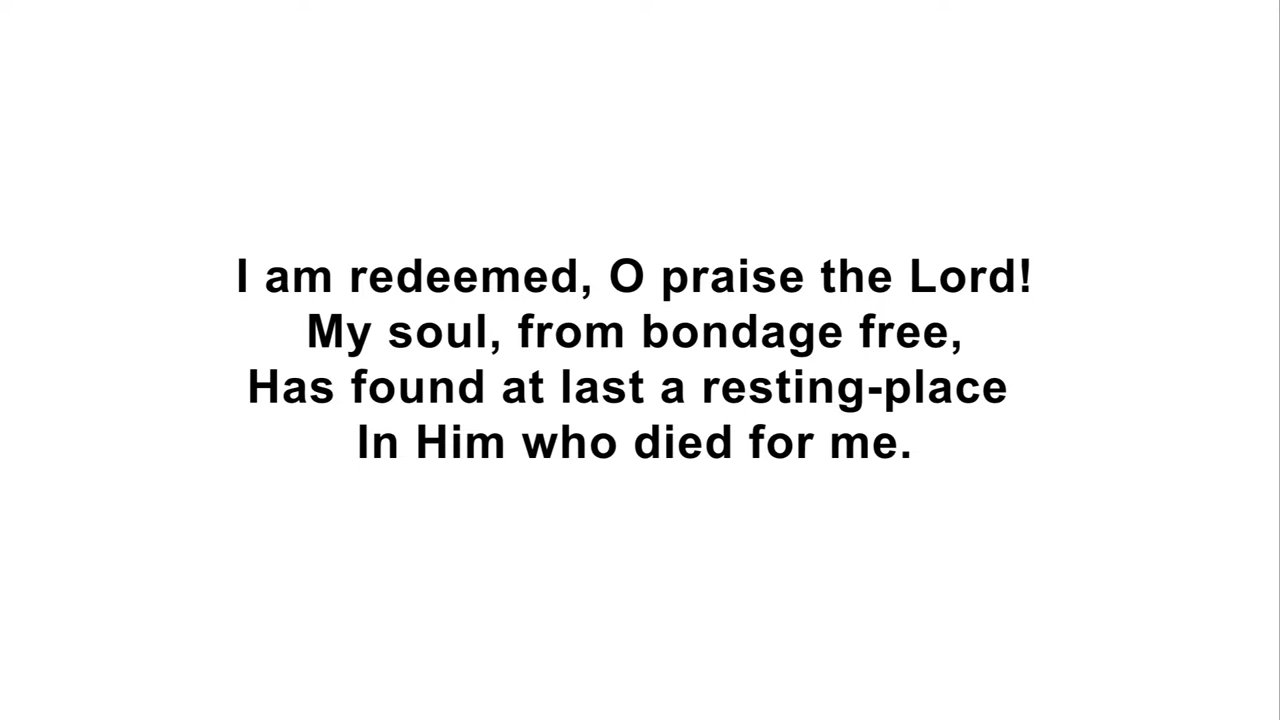 I am redeemed, O praise the Lord!
My soul, from bondage free,
Has found at last a resting-place
In Him who died for me.